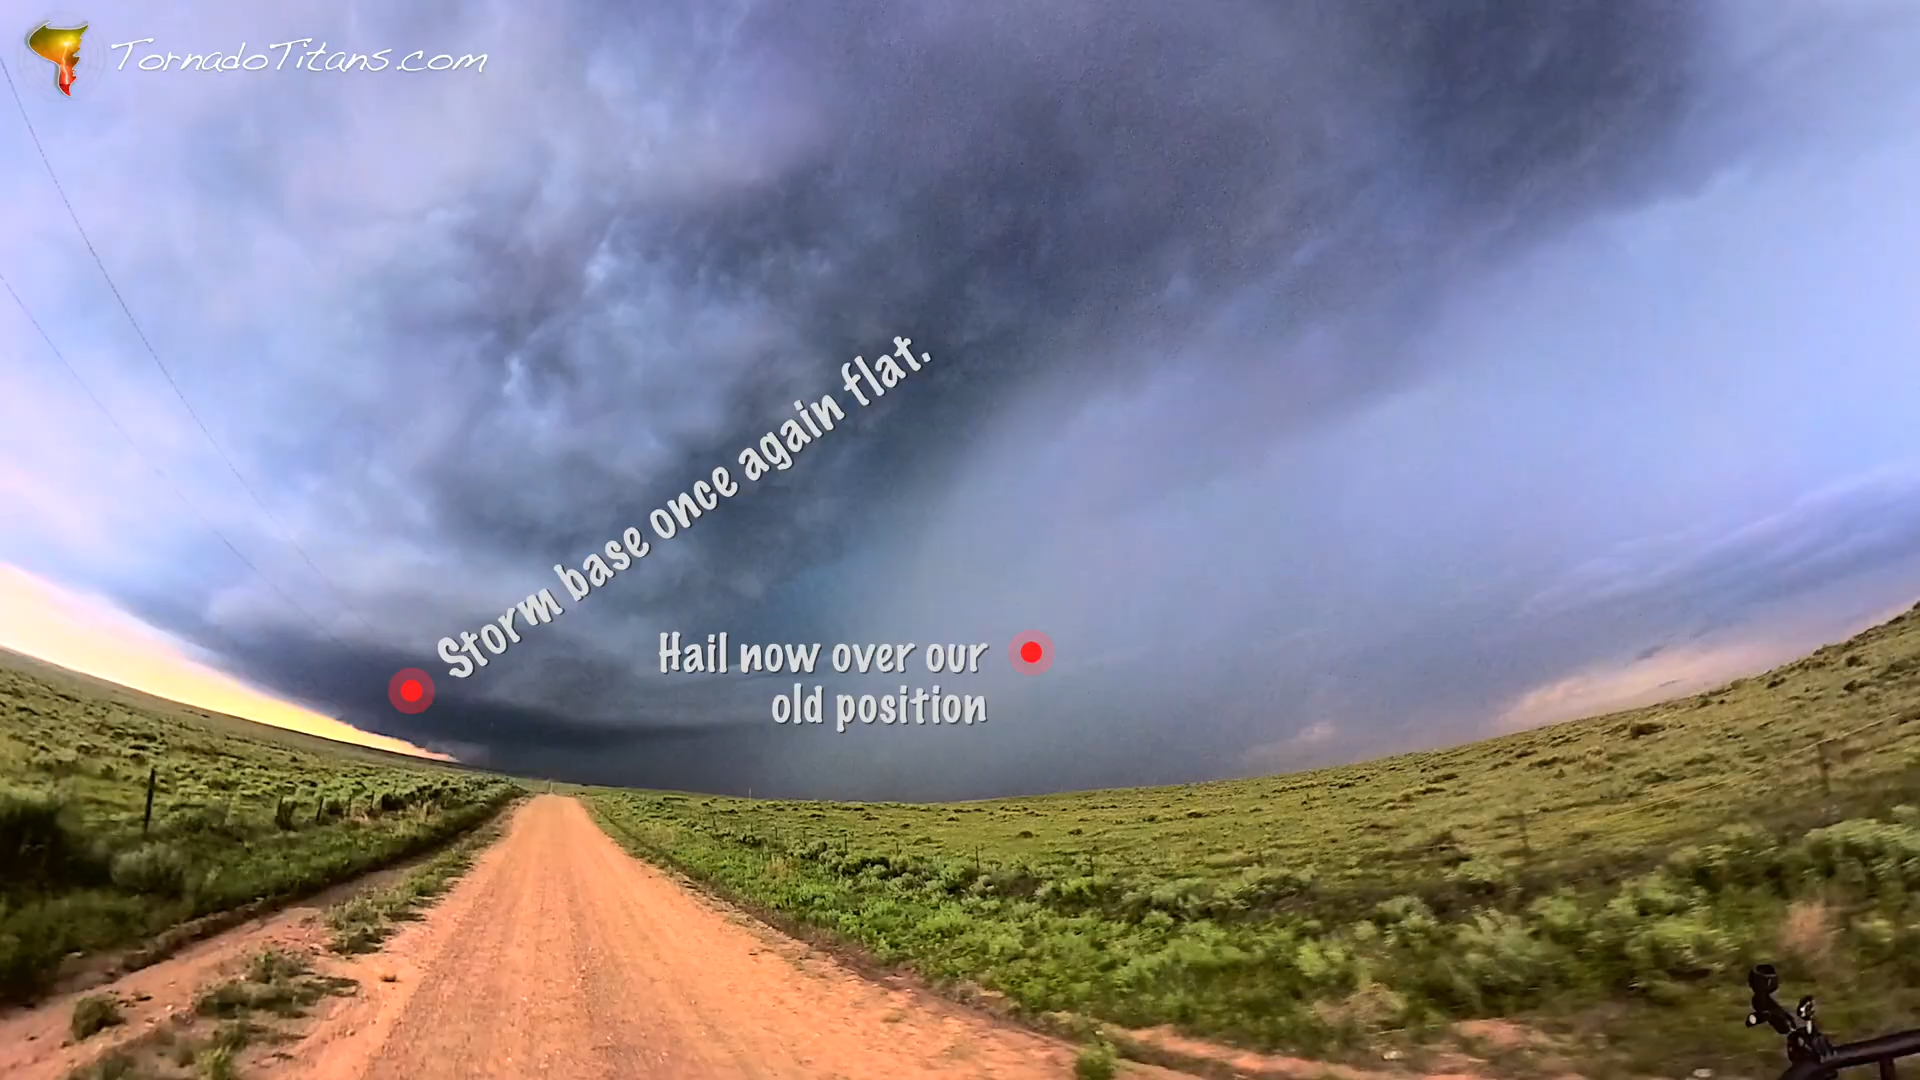 TornadoTitans.com
Storm base once again flat.
Hail now over our
old position